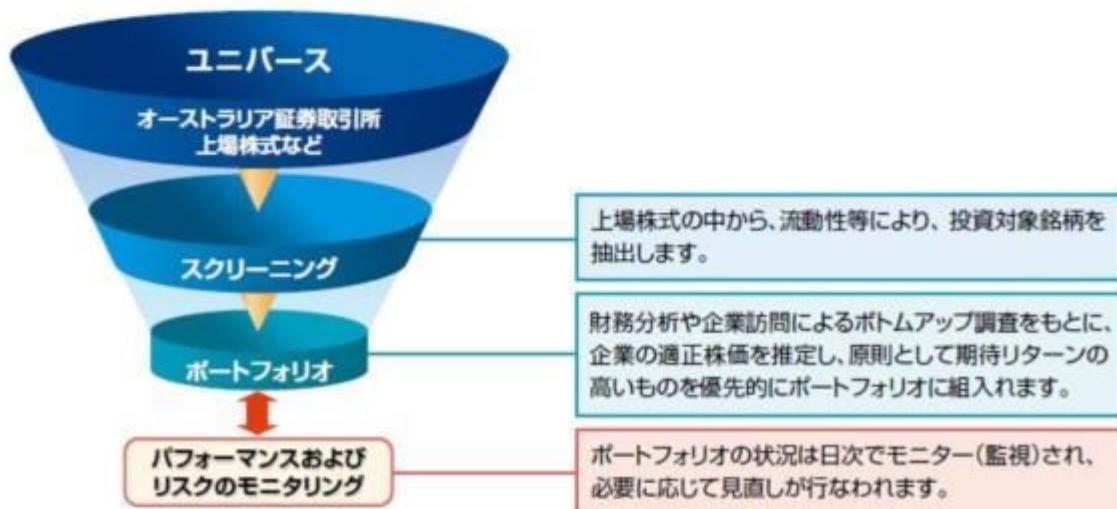 ユニバース
オーストラリア証券取引所
上場株式など
スクリーニング
ポートフォリオ
パフォーマンスおよび
リスクのモニタリング
上場株式の中から、流動性等により、投資対象銘柄を
抽出します。
財務分析や企業訪問によるボトムアップ調査をもとに、
企業の適正株価を推定し、原則として期待リターンの
高いものを優先的にポートフォリオに組入れます。
ポートフォリオの状況は日次でモニター（監視）され、
必要に応じて見直しが行なわれます。